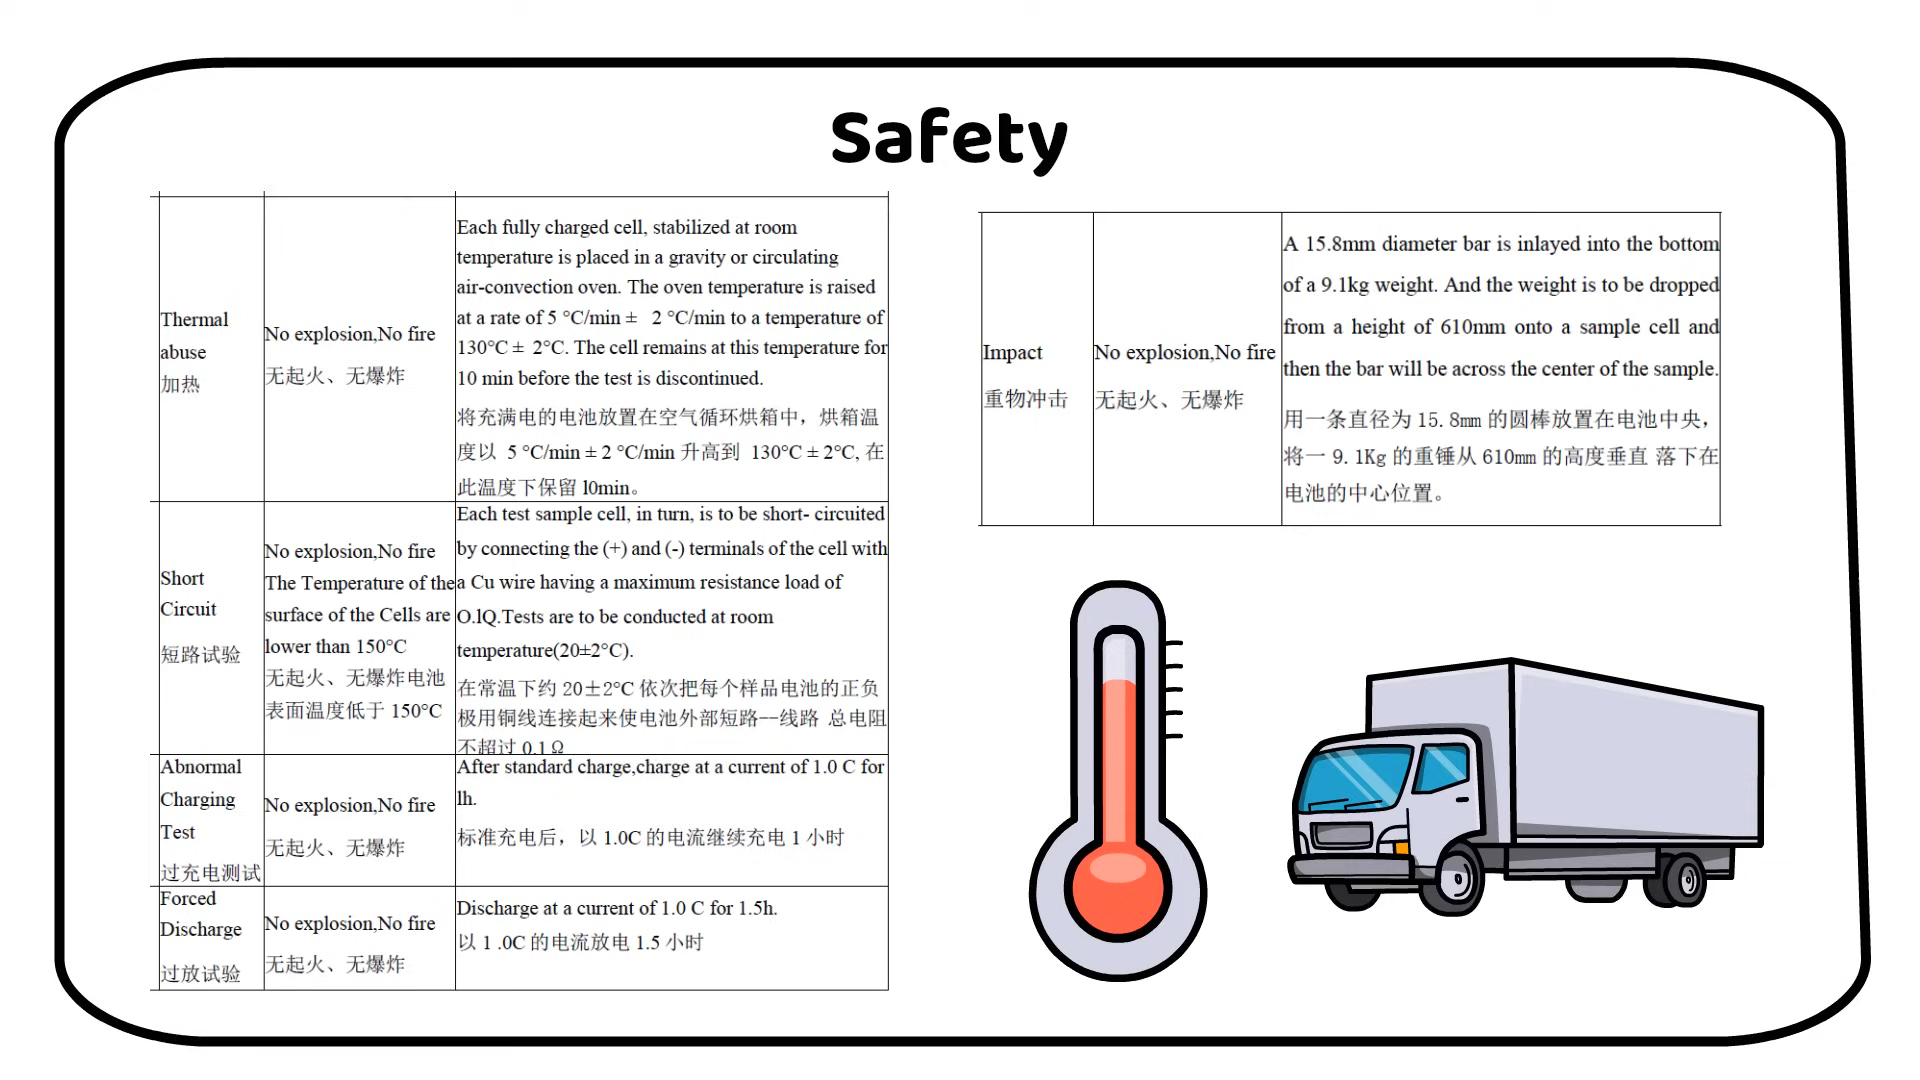 Safety
Thermal
abuse
加热
No explosion,No fire
无起火、无爆炸
Each fully charged cell, stabilized at room
temperature is placed in a gravity or circulating
air-convection oven. The oven temperature is raised
at a rate of 5 °C/min ± 2 °C/min to a temperature of
130°C ± 2°C. The cell remains at this temperature for
10 min before the test is discontinued.
将充满电的电池放置在空气循环烘箱中，烘箱温
度以 5 °C/min ± 2 °C/min 升高到 130°C ± 2°C, 在
此温度下保留 l0min。
Short
Circuit
短路试验
No explosion,No fire
The Temperature of the
surface of the Cells are
lower than 150°C
无起火、无爆炸电池
表面温度低于 150°C
Each test sample cell, in turn, is to be short- circuited
by connecting the (+) and (-) terminals of the cell with
a Cu wire having a maximum resistance load of
O.lQ.Tests are to be conducted at room
temperature(20±2°C).
在常温下约 20±2°C 依次把每个样品电池的正负
极用铜线连接起来使电池外部短路--线路 总电阻
不超过 0.1 Ω
Abnormal
Charging
Test
过充电测试
No explosion,No fire
无起火、无爆炸
After standard charge,charge at a current of 1.0 C for
lh.
标准充电后，以 1.0C 的电流继续充电 1 小时
Forced
Discharge
过放试验
No explosion,No fire
无起火、无爆炸
Discharge at a current of 1.0 C for 1.5h.
以 1 .0C 的电流放电 1.5 小时
Impact
重物冲击
No explosion,No fire
无起火、无爆炸
A 15.8mm diameter bar is inlayed into the bottom
of a 9.1kg weight. And the weight is to be dropped
from a height of 610mm onto a sample cell and
then the bar will be across the center of the sample.
用一条直径为 15.8mm 的圆棒放置在电池中央，
将一 9.1Kg 的重锤从 610mm 的高度垂直 落下在
电池的中心位置。